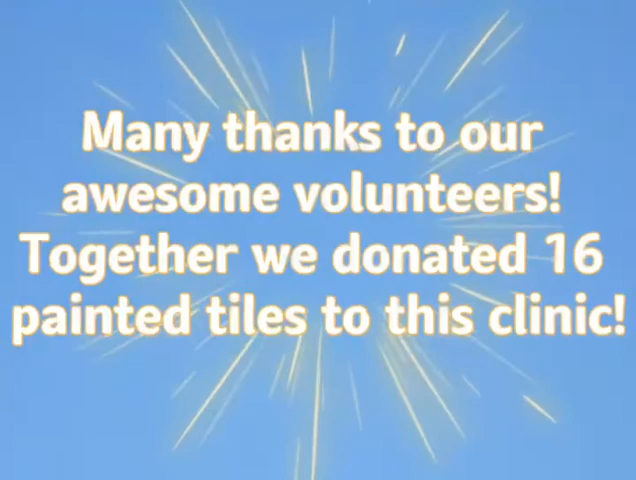 Many thanks to our
awesome volunteers!
Together we donated 16
painted tiles to this clinic!